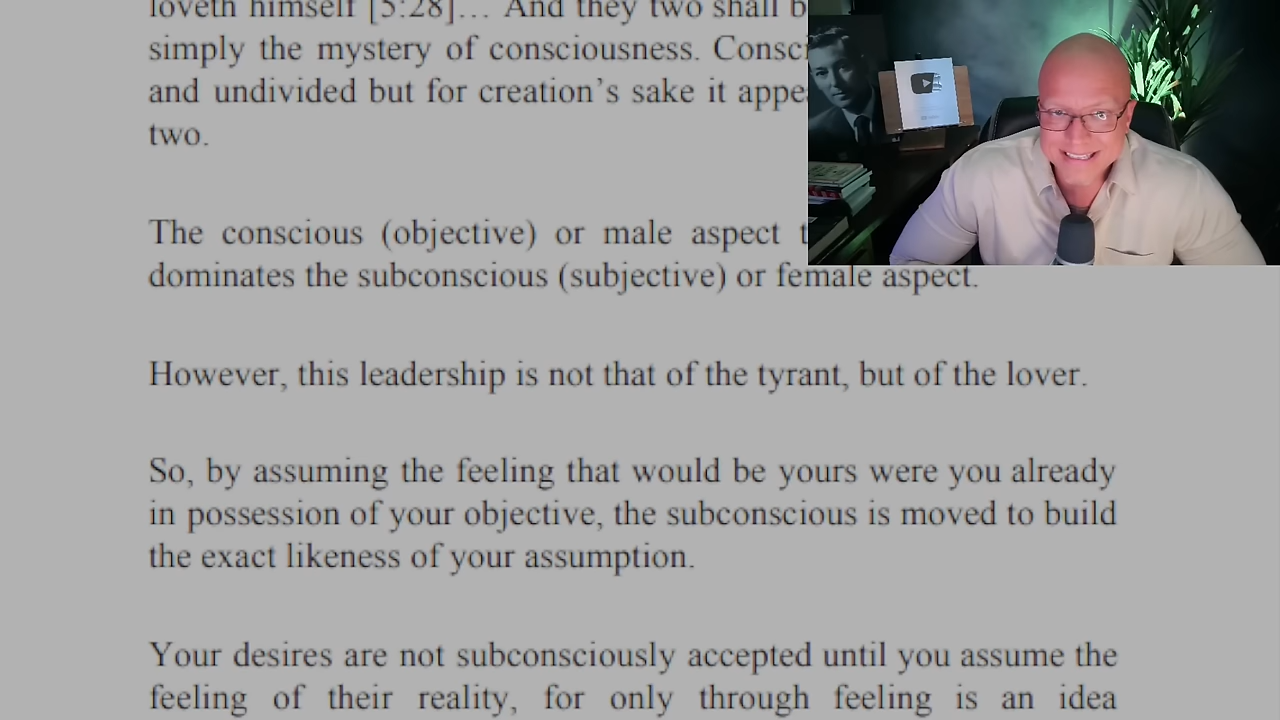 loveth himself [5:28]… And they two shall b
simply the mystery of consciousness. Consci
and undivided but for creation’s sake it appe
two.
The conscious (objective) or male aspect t
dominates the subconscious (subjective) or female aspect.
However, this leadership is not that of the tyrant, but of the lover.
So, by assuming the feeling that would be yours were you already
in possession of your objective, the subconscious is moved to build
the exact likeness of your assumption.
Your desires are not subconsciously accepted until you assume the
feeling of their reality, for only through feeling is an idea